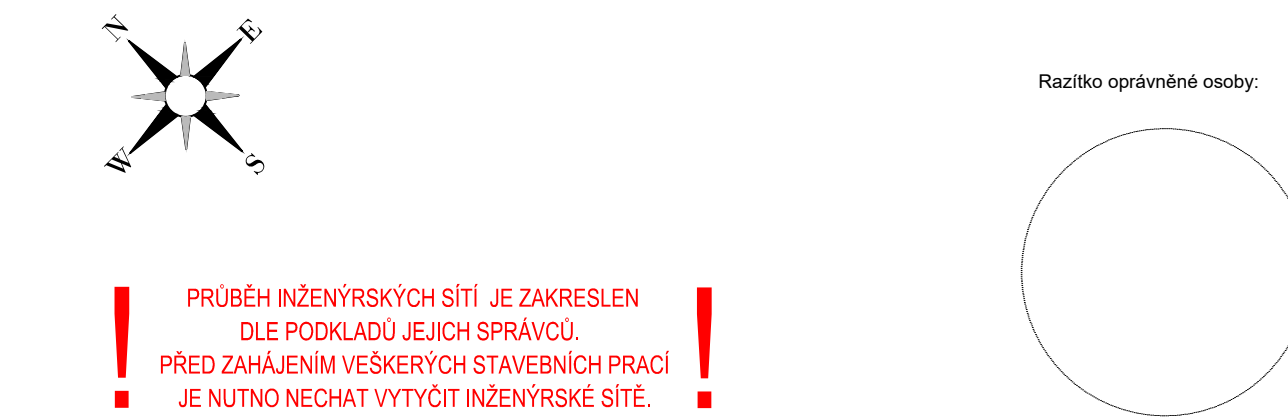 N
E
W
S
Razítko oprávněné osoby:
! PRŮBĚH INŽENÝRSKÝCH SÍTÍ JE ZAKRESLEN !
DLE PODKLADŮ JEJICH SPRÁVCŮ.
PŘED ZAHÁJENÍM VEŠKERÝCH STAVEBNÍCH PRACÍ
JE NUTNO NECHAT VYTYČIT INŽENÝRSKÉ SÍTĚ.